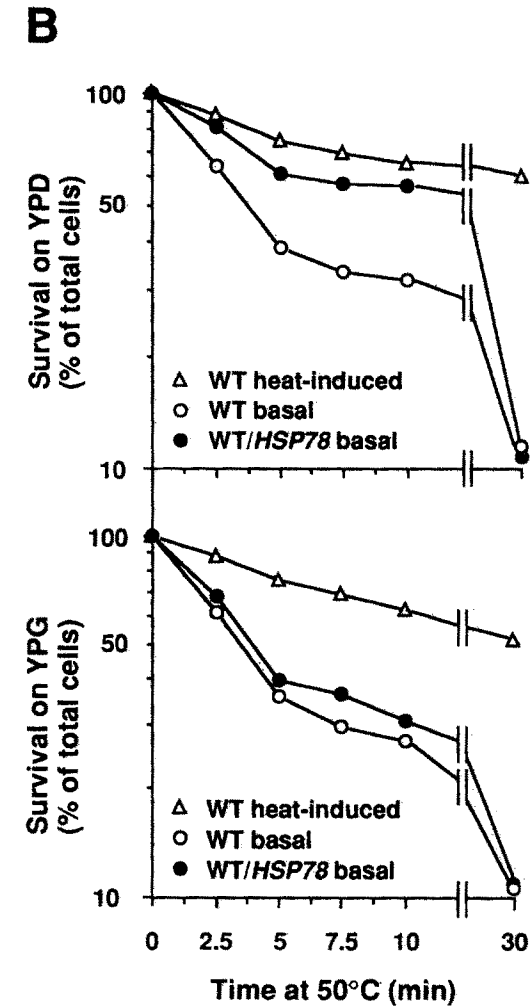 B
Survival on YPD
(% of total cells)
100
50
10
WT heat-induced
WT basal
WT/HSP78 basal
Survival on YPG
(% of total cells)
100
50
10
WT heat-induced
WT basal
WT/HSP78 basal
0 2.5 5 7.5 10 30
Time at 50°C (min)